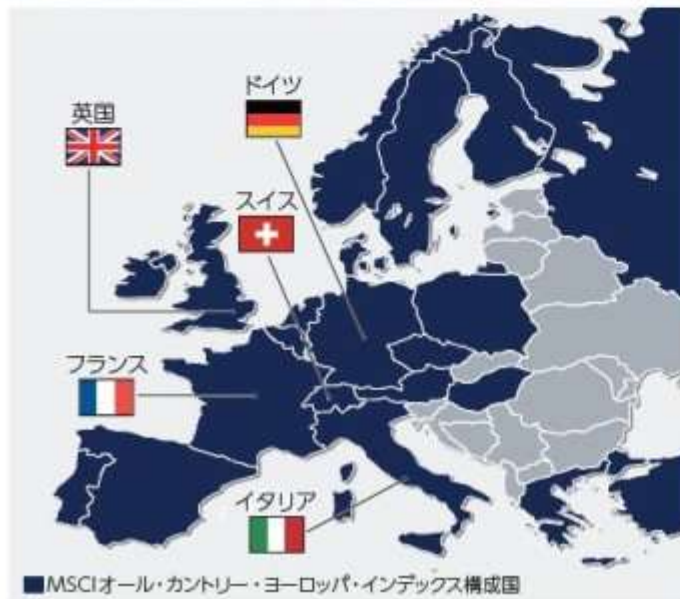 ドイツ
英国
スイス
フランス
イタリア
■MSCIオール・カントリー・ヨーロッパ・インデックス構成国